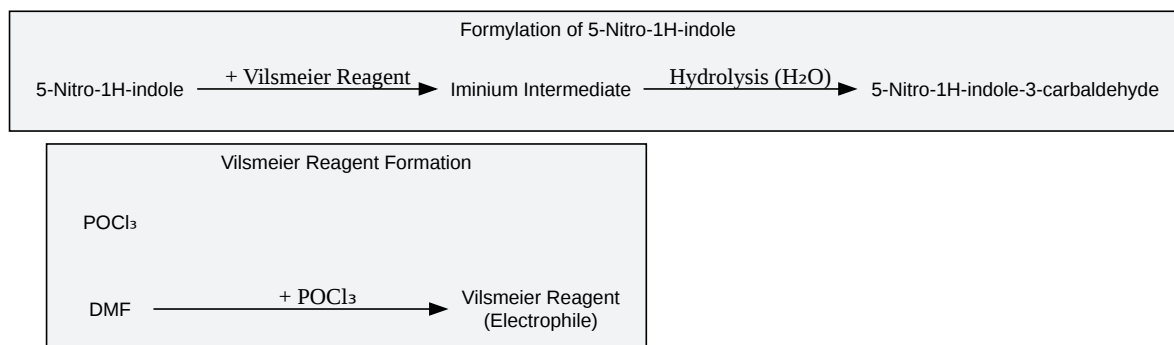 Formylation of 5-Nitro-1H-indole
5-Nitro-1H-indole
+ Vilsmeier Reagent
Iminium Intermediate
Hydrolysis (H₂O)
5-Nitro-1H-indole-3-carbaldehyde
Vilsmeier Reagent Formation
POCl₃
DMF
+ POCl₃
Vilsmeier Reagent
(Electrophile)